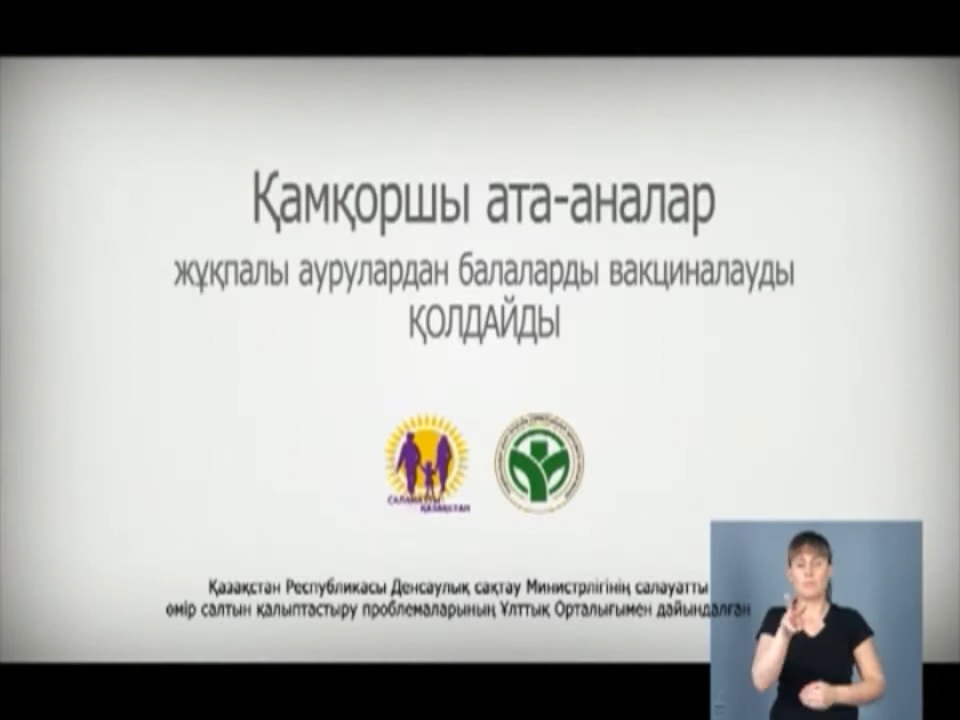 Қамқоршы ата-аналар
жұқпалы аурулардан балаларды вакциналауды
ҚОЛДАЙДЫ
САЛАМАТТЫ
ҚАЗАҚСТАН
Қазақстан Республикасы Денсаулық сақтау Министрлігінің салауатты
өмір салтын қалыптастыру проблемаларының Ұлттық Орталығымен дайындалған